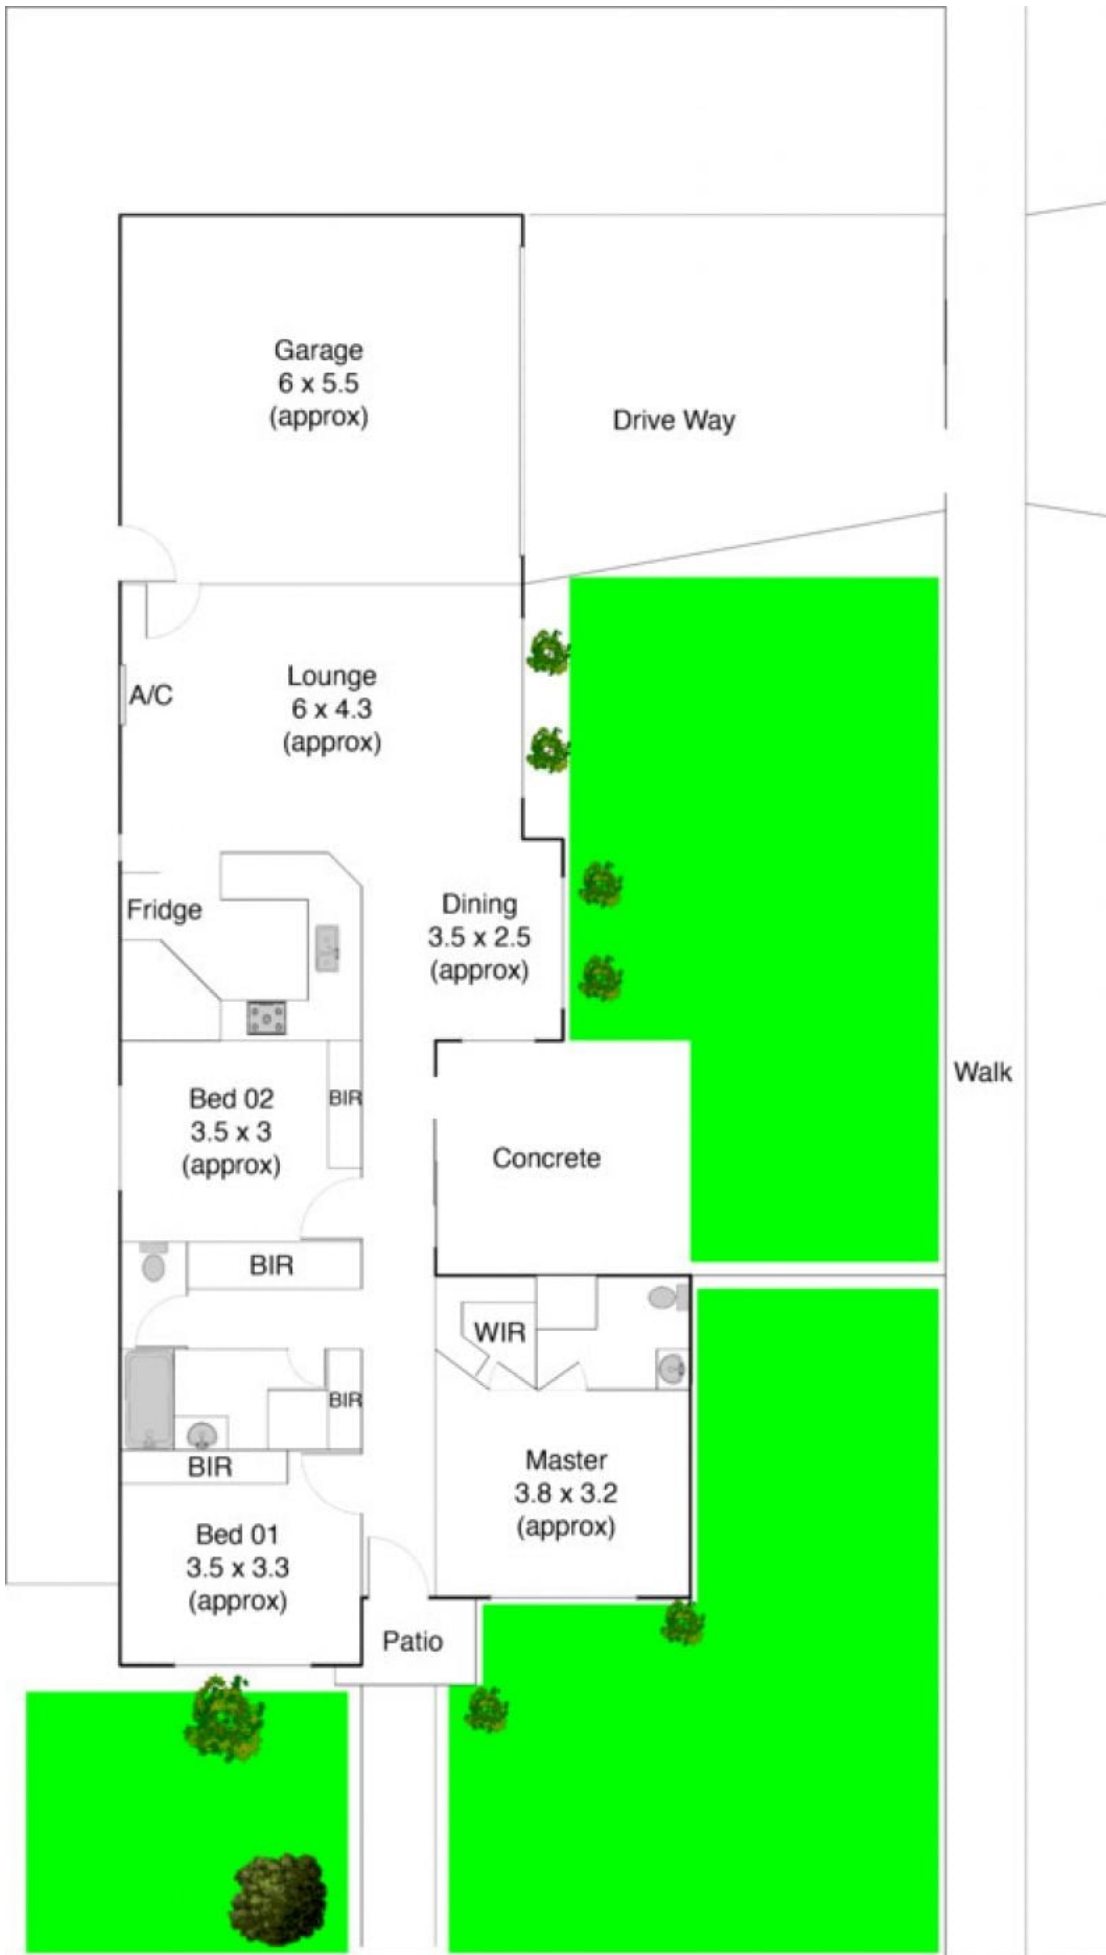 Garage
6 x 5.5
(approx)
Drive Way
Lounge
6 x 4.3
(approx)
A/C
Fridge
Dining
3.5 x 2.5
(approx)
Bed 02
3.5 x 3
(approx)
BIR
Walk
Concrete
BIR
WIR
BIR
BIR
Master
3.8 x 3.2
(approx)
Bed 01
3.5 x 3.3
(approx)
Patio